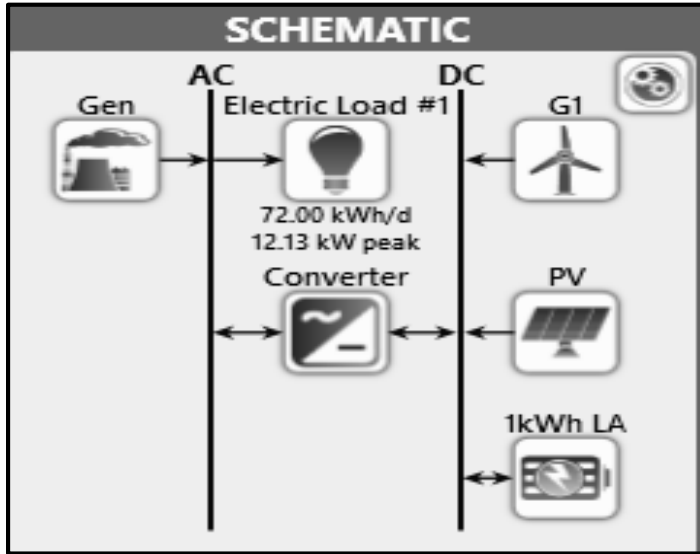 SCHEMATIC
AC
DC
Gen
Electric Load #1
G1
72.00 kWh/d
12.13 kW peak
Converter
PV
1kWh LA